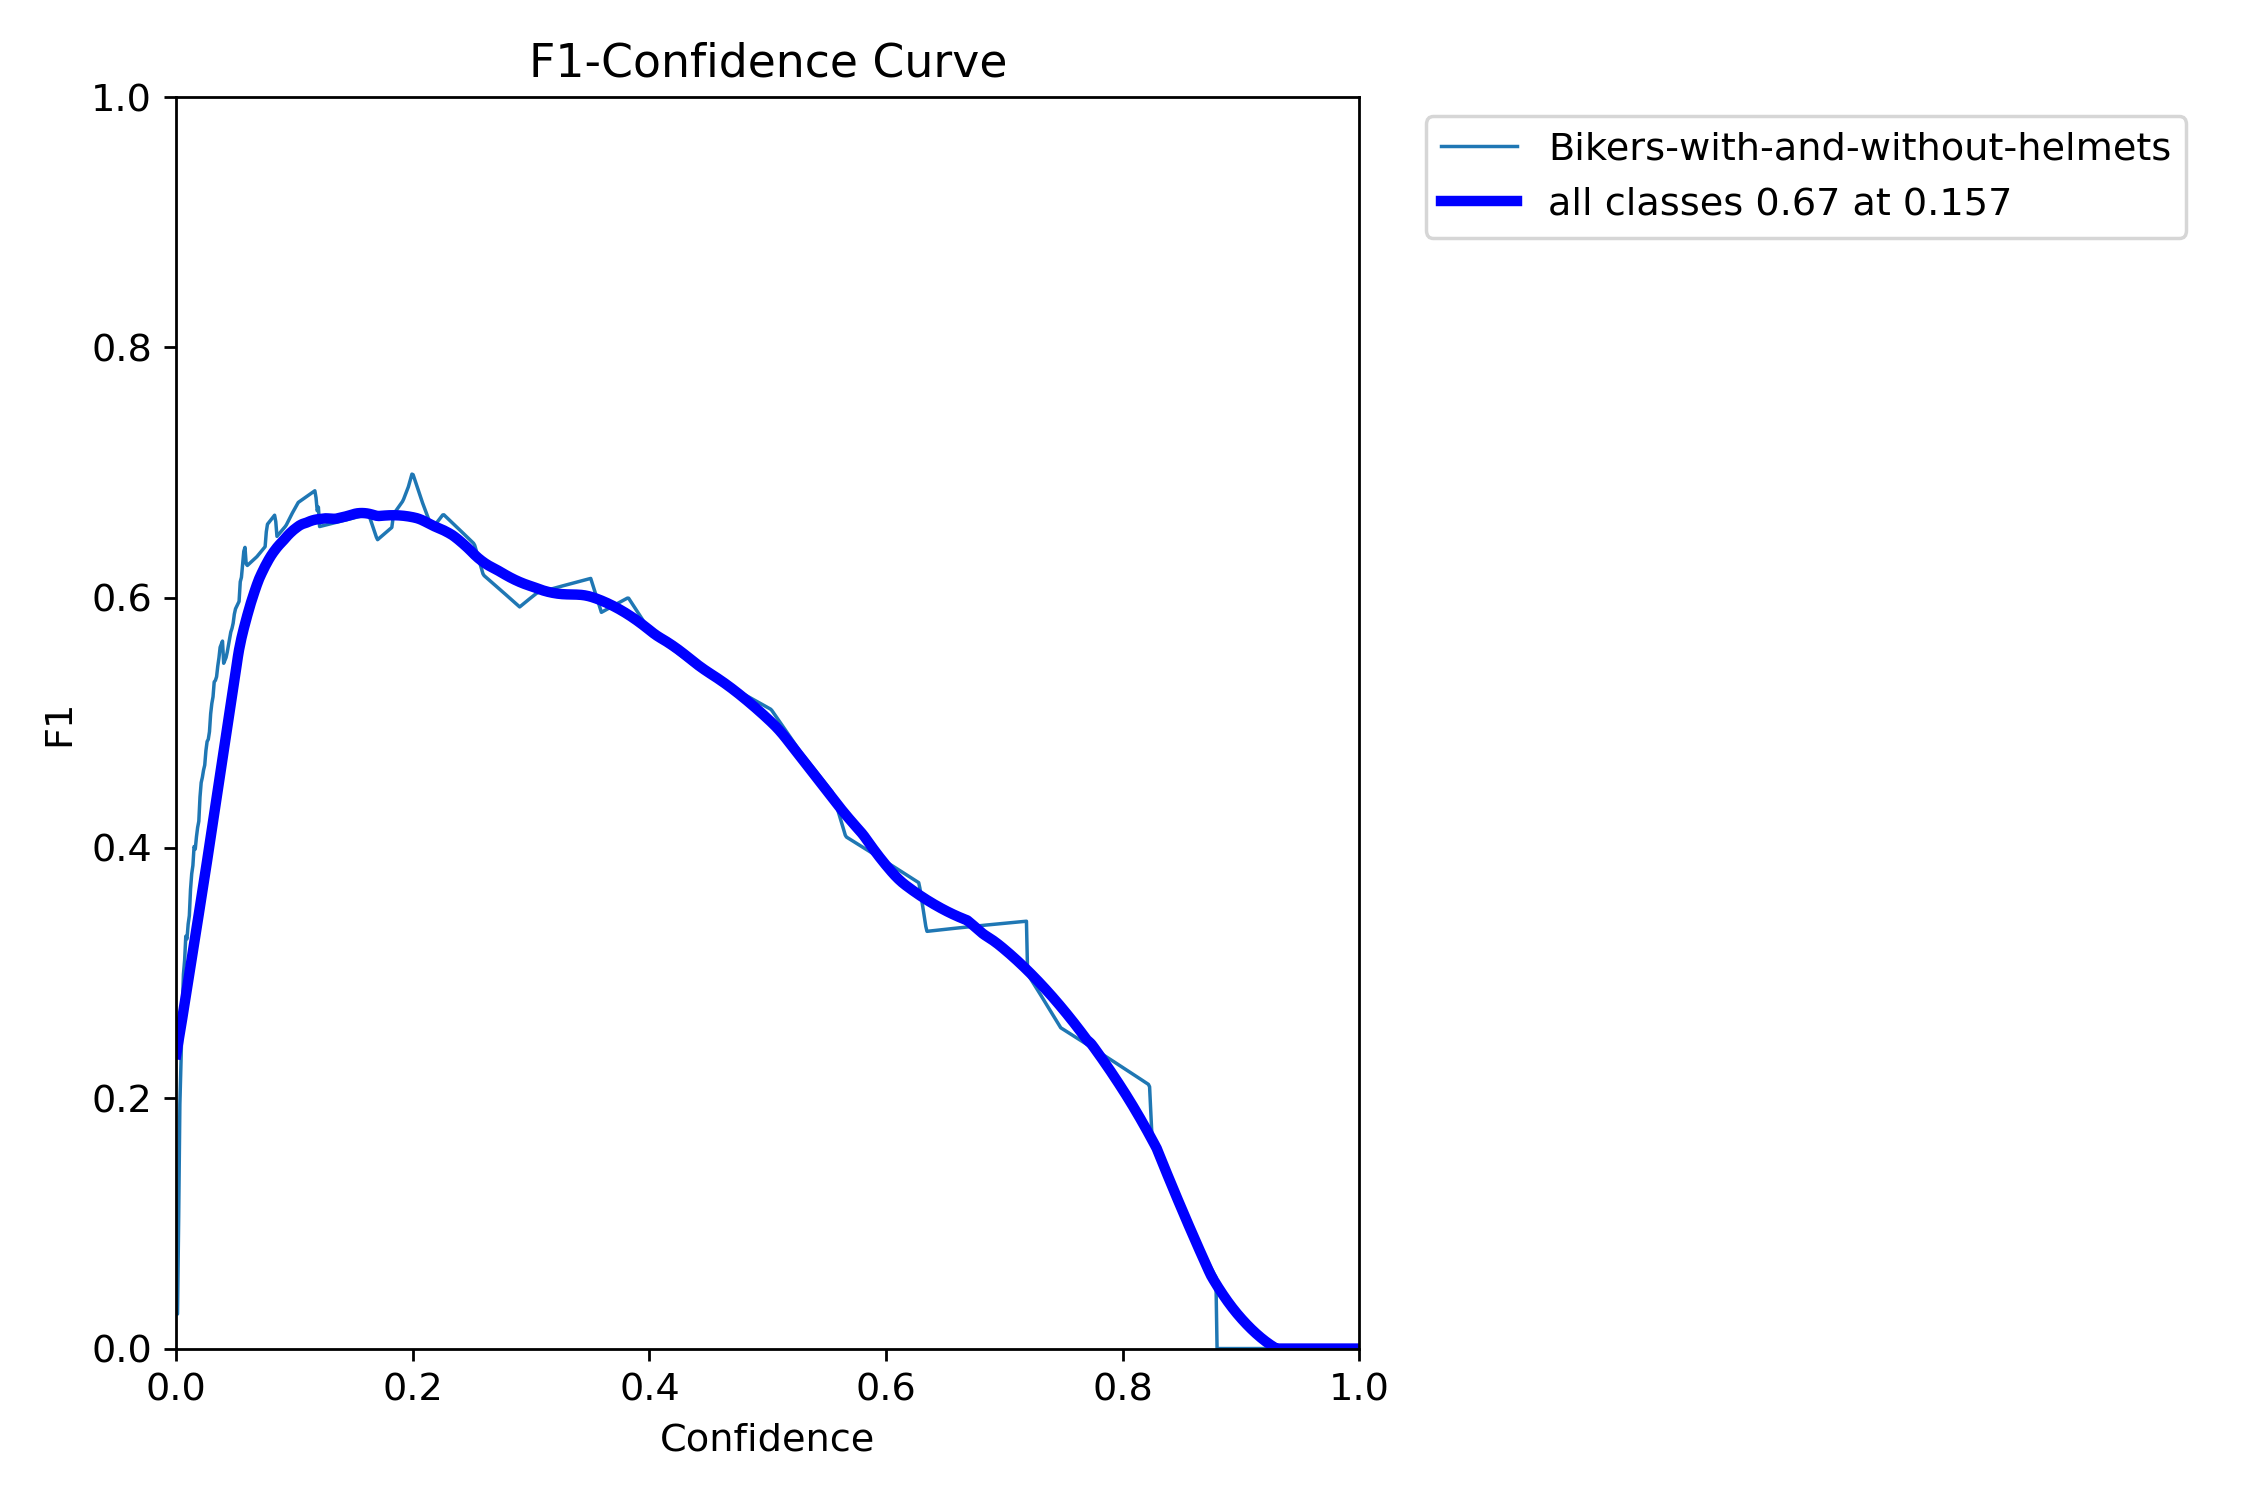 F1-Confidence Curve
1.0
0.8
0.6
0.4
0.2
0.0
F1
0.0 0.2 0.4 0.6 0.8 1.0
Confidence
Bikers-with-and-without-helmets
all classes 0.67 at 0.157